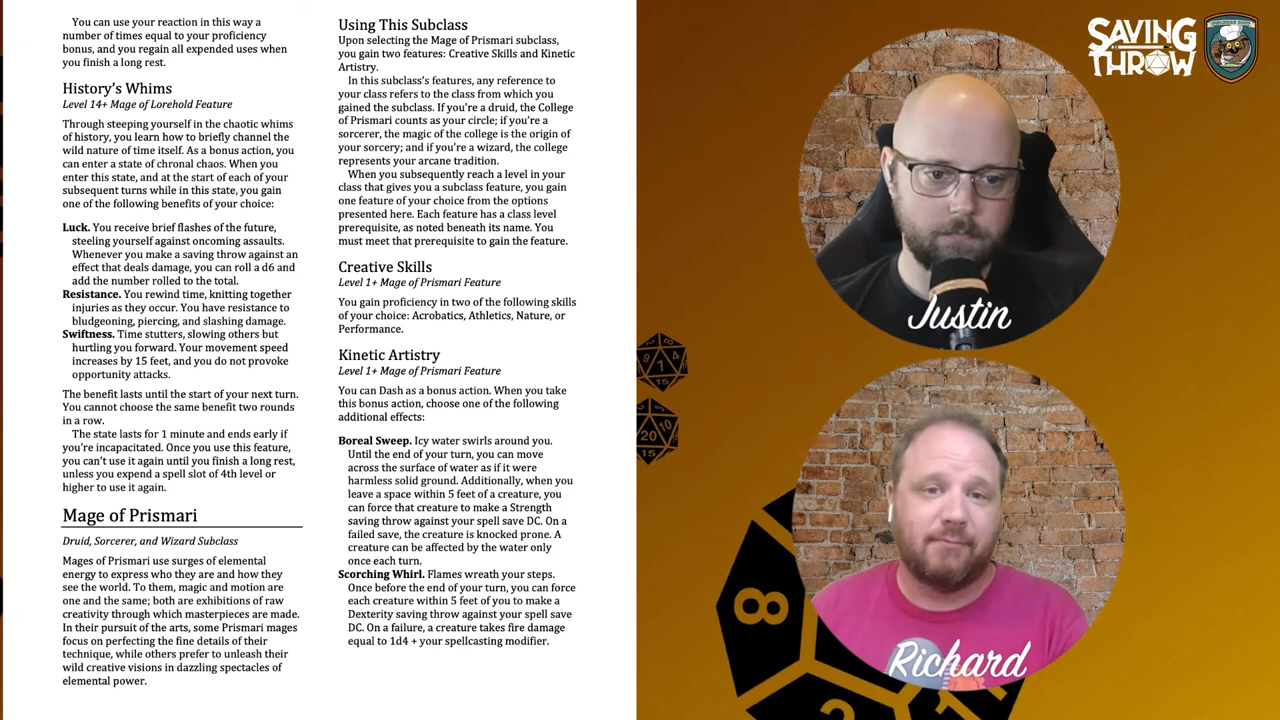 You can use your reaction in this way a
number of times equal to your proficiency
bonus, and you regain all expended uses when
you finish a long rest.
History's Whims
Level 14+ Mage of Lorehold Feature
Through steeping yourself in the chaotic whims
of history, you learn how to briefly channel the
wild nature of time itself. As a bonus action, you
can enter a state of chronal chaos. When you
enter this state, and at the start of each of your
subsequent turns while in this state, you gain
one of the following benefits of your choice:
Luck. You receive brief flashes of the future,
steeling yourself against oncoming assaults.
Whenever you make a saving throw against an
effect that deals damage, you can roll a d6 and
add the number rolled to the total.
Resistance. You rewind time, knitting together
injuries as they occur. You have resistance to
bludgeoning, piercing, and slashing damage.
Swiftness. Time stutters, slowing others but
hurtling you forward. Your movement speed
increases by 15 feet, and you do not provoke
opportunity attacks.
The benefit lasts until the start of your next turn.
You cannot choose the same benefit two rounds
in a row.
The state lasts for 1 minute and ends early if
you're incapacitated. Once you use this feature,
you can't use it again until you finish a long rest,
unless you expend a spell slot of 4th level or
higher to use it again.
Mage of Prismari
Druid, Sorcerer, and Wizard Subclass
Mages of Prismari use surges of elemental
energy to express who they are and how they
see the world. To them, magic and motion are
one and the same; both are exhibitions of raw
creativity through which masterpieces are made.
In their pursuit of the arts, some Prismari mages
focus on perfecting the fine details of their
technique, while others prefer to unleash their
wild creative visions in dazzling spectacles of
elemental power.
Using This Subclass
Upon selecting the Mage of Prismari subclass,
you gain two features: Creative Skills and Kinetic
Artistry.
In this subclass's features, any reference to
your class refers to the class from which you
gained the subclass. If you're a druid, the College
of Prismari counts as your circle; if you're a
sorcerer, the magic of the college is the origin of
your sorcery; and if you're a wizard, the college
represents your arcane tradition.
When you subsequently reach a level in your
class that gives you a subclass feature, you gain
one feature of your choice from the options
presented here. Each feature has a class level
prerequisite, as noted beneath its name. You
must meet that prerequisite to gain the feature.
Creative Skills
Level 1+ Mage of Prismari Feature
You gain proficiency in two of the following skills
of your choice: Acrobatics, Athletics, Nature, or
Performance.
Kinetic Artistry
Level 1+ Mage of Prismari Feature
You can Dash as a bonus action. When you take
this bonus action, choose one of the following
additional effects:
Boreal Sweep. Icy water swirls around you.
Until the end of your turn, you can move
across the surface of water as if it were
harmless solid ground. Additionally, when you
leave a space within 5 feet of a creature, you
can force that creature to make a Strength
saving throw against your spell save DC. On a
failed save, the creature is knocked prone. A
creature can be affected by the water only
once each turn.
Scorching Whirl. Flames wreath your steps.
Once before the end of your turn, you can force
each creature within 5 feet of you to make a
Dexterity saving throw against your spell save
DC. On a failure, a creature takes fire damage
equal to 1d4 + your spellcasting modifier.
SAVING
THROW
Justin
Richard
8